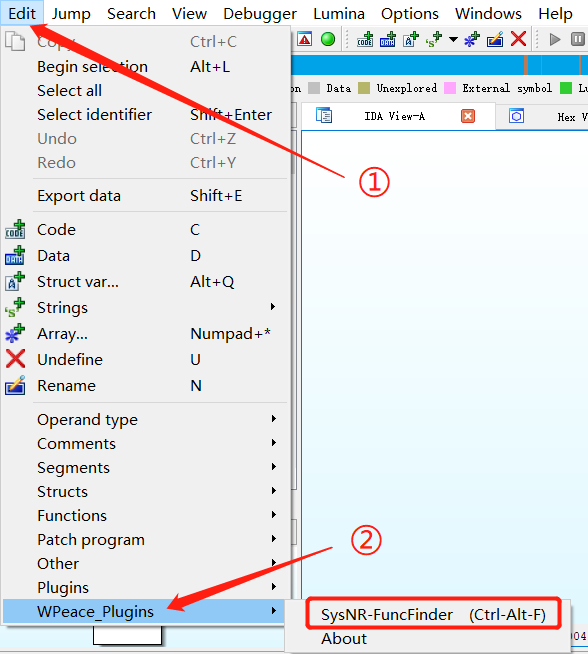 Edit Jump Search View Debugger Lumina Options Windows Help
Copy Ctrl+C
Begin selection Alt+L
Select all
Select identifier Shift+Enter
Undo Ctrl+Z
Redo Ctrl+Y
Export data Shift+E
Code C
Data D
Struct var... Alt+Q
Strings
Array... Numpad+*
Undefine U
Rename N
Operand type
Comments
Segments
Structs
Functions
Patch program
Other
Plugins
WPeace_Plugins
SysNR-FuncFinder (Ctrl-Alt-F)
About
Data Unexplored External symbol
IDA View-A Hex V
①
②